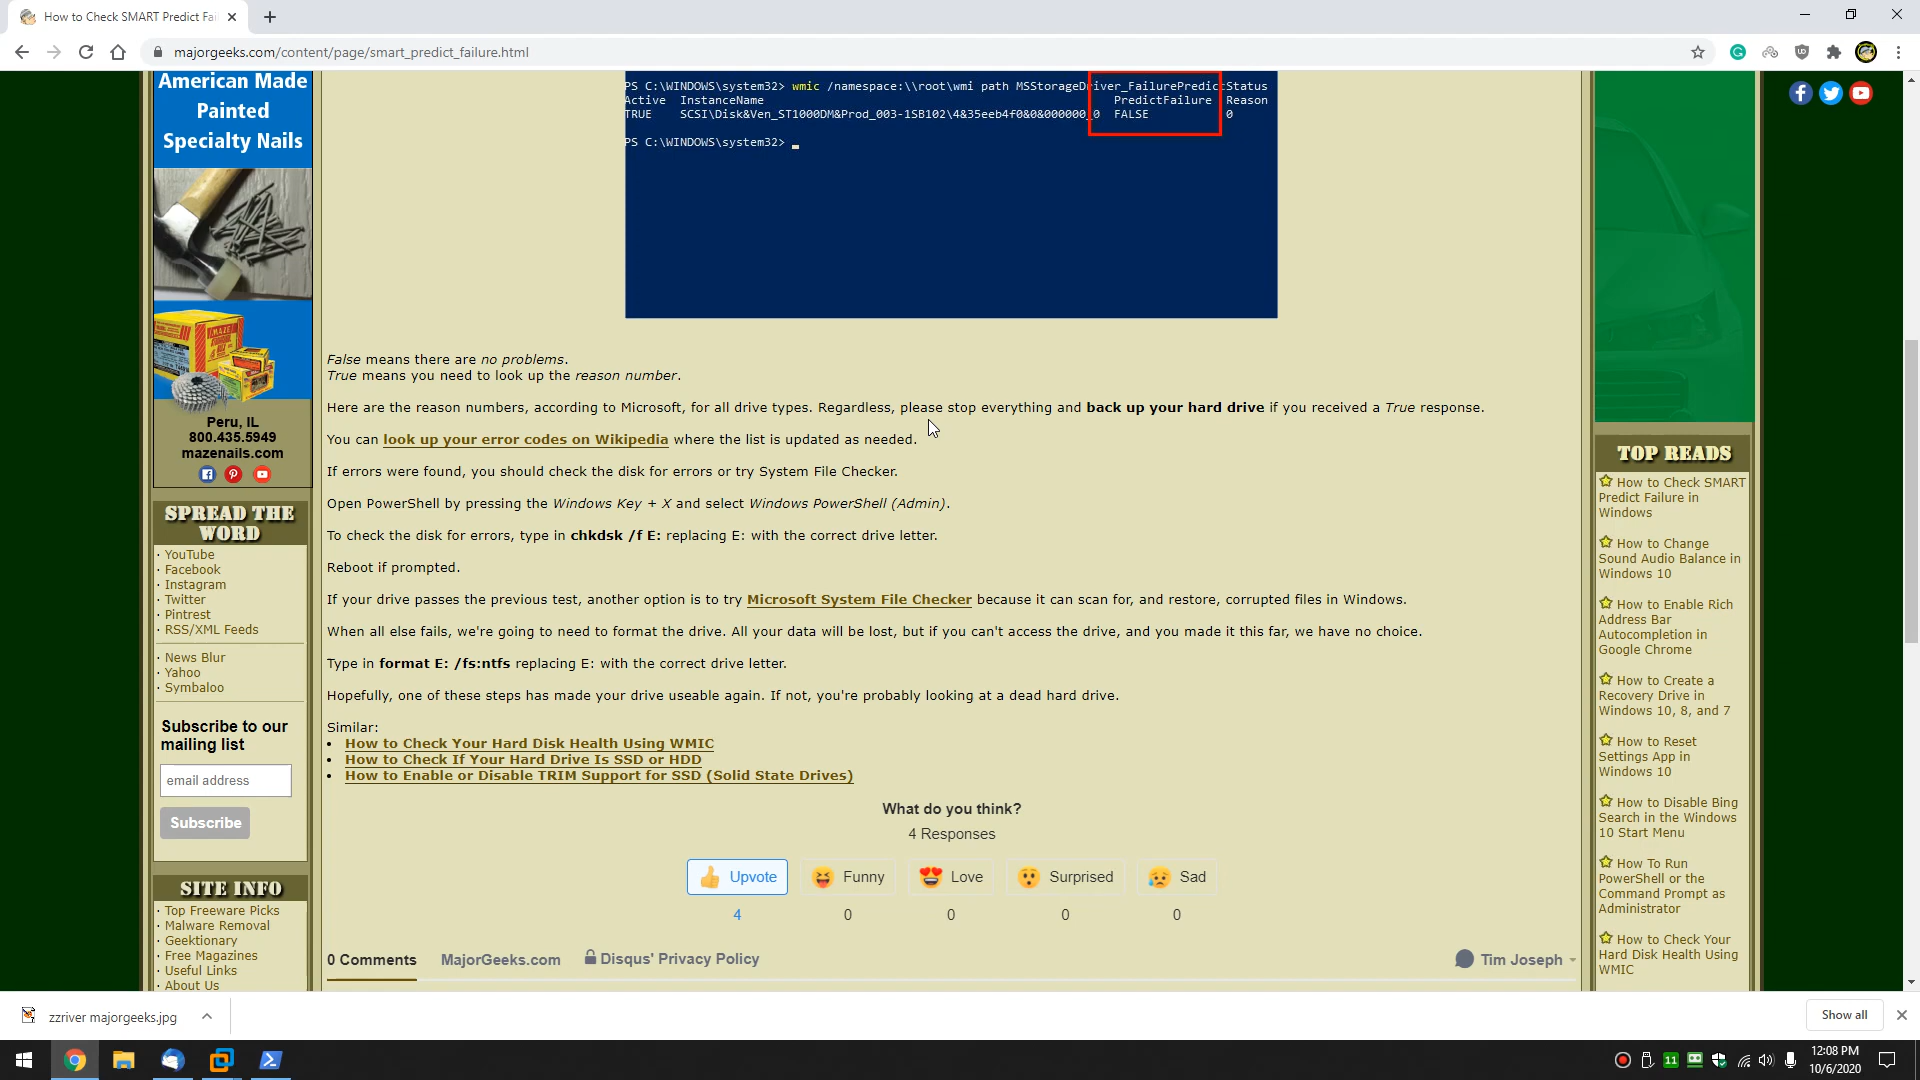 How to Check SMART Predict Fai
majorgeeks.com/content/page/smart_predict_failure.html
American Made
Painted
Specialty Nails
Peru, IL
800.435.5949
mazenails.com
SPREAD THE
WORD
· YouTube
· Facebook
· Instagram
· Twitter
· Pintrest
· RSS/XML Feeds
· News Blur
· Yahoo
· Symbaloo
Subscribe to our
mailing list
email address
Subscribe
SITE INFO
· Top Freeware Picks
· Malware Removal
· Geektionary
· Free Magazines
· Useful Links
· About Us
PS C:\WINDOWS\system32> wmic /namespace:\\root\wmi path MSStorageDriver_FailurePredictStatus
Active InstanceName PredictFailure Reason
TRUE SCSI\Disk&Ven_ST1000DM&Prod_003-1SB102\4&35eeb4f0&0&000000_0 FALSE 0
PS C:\WINDOWS\system32>
False means there are no problems.
True means you need to look up the reason number.
Here are the reason numbers, according to Microsoft, for all drive types. Regardless, please stop everything and back up your hard drive if you received a True response.
You can look up your error codes on Wikipedia where the list is updated as needed.
If errors were found, you should check the disk for errors or try System File Checker.
Open PowerShell by pressing the Windows Key + X and select Windows PowerShell (Admin).
To check the disk for errors, type in chkdsk /f E: replacing E: with the correct drive letter.
Reboot if prompted.
If your drive passes the previous test, another option is to try Microsoft System File Checker because it can scan for, and restore, corrupted files in Windows.
When all else fails, we're going to need to format the drive. All your data will be lost, but if you can't access the drive, and you made it this far, we have no choice.
Type in format E: /fs:ntfs replacing E: with the correct drive letter.
Hopefully, one of these steps has made your drive useable again. If not, you're probably looking at a dead hard drive.
Similar:
• How to Check Your Hard Disk Health Using WMIC
• How to Check If Your Hard Drive Is SSD or HDD
• How to Enable or Disable TRIM Support for SSD (Solid State Drives)
What do you think?
4 Responses
Upvote Funny Love Surprised Sad
4 0 0 0 0
0 Comments MajorGeeks.com Disqus' Privacy Policy Tim Joseph
TOP READS
How to Check SMART
Predict Failure in
Windows
How to Change
Sound Audio Balance in
Windows 10
How to Enable Rich
Address Bar
Autocompletion in
Google Chrome
How to Create a
Recovery Drive in
Windows 10, 8, and 7
How to Reset
Settings App in
Windows 10
How to Disable Bing
Search in the Windows
10 Start Menu
How To Run
PowerShell or the
Command Prompt as
Administrator
How to Check Your
Hard Disk Health Using
WMIC
zzriver majorgeeks.jpg
Show all
11
12:08 PM
10/6/2020